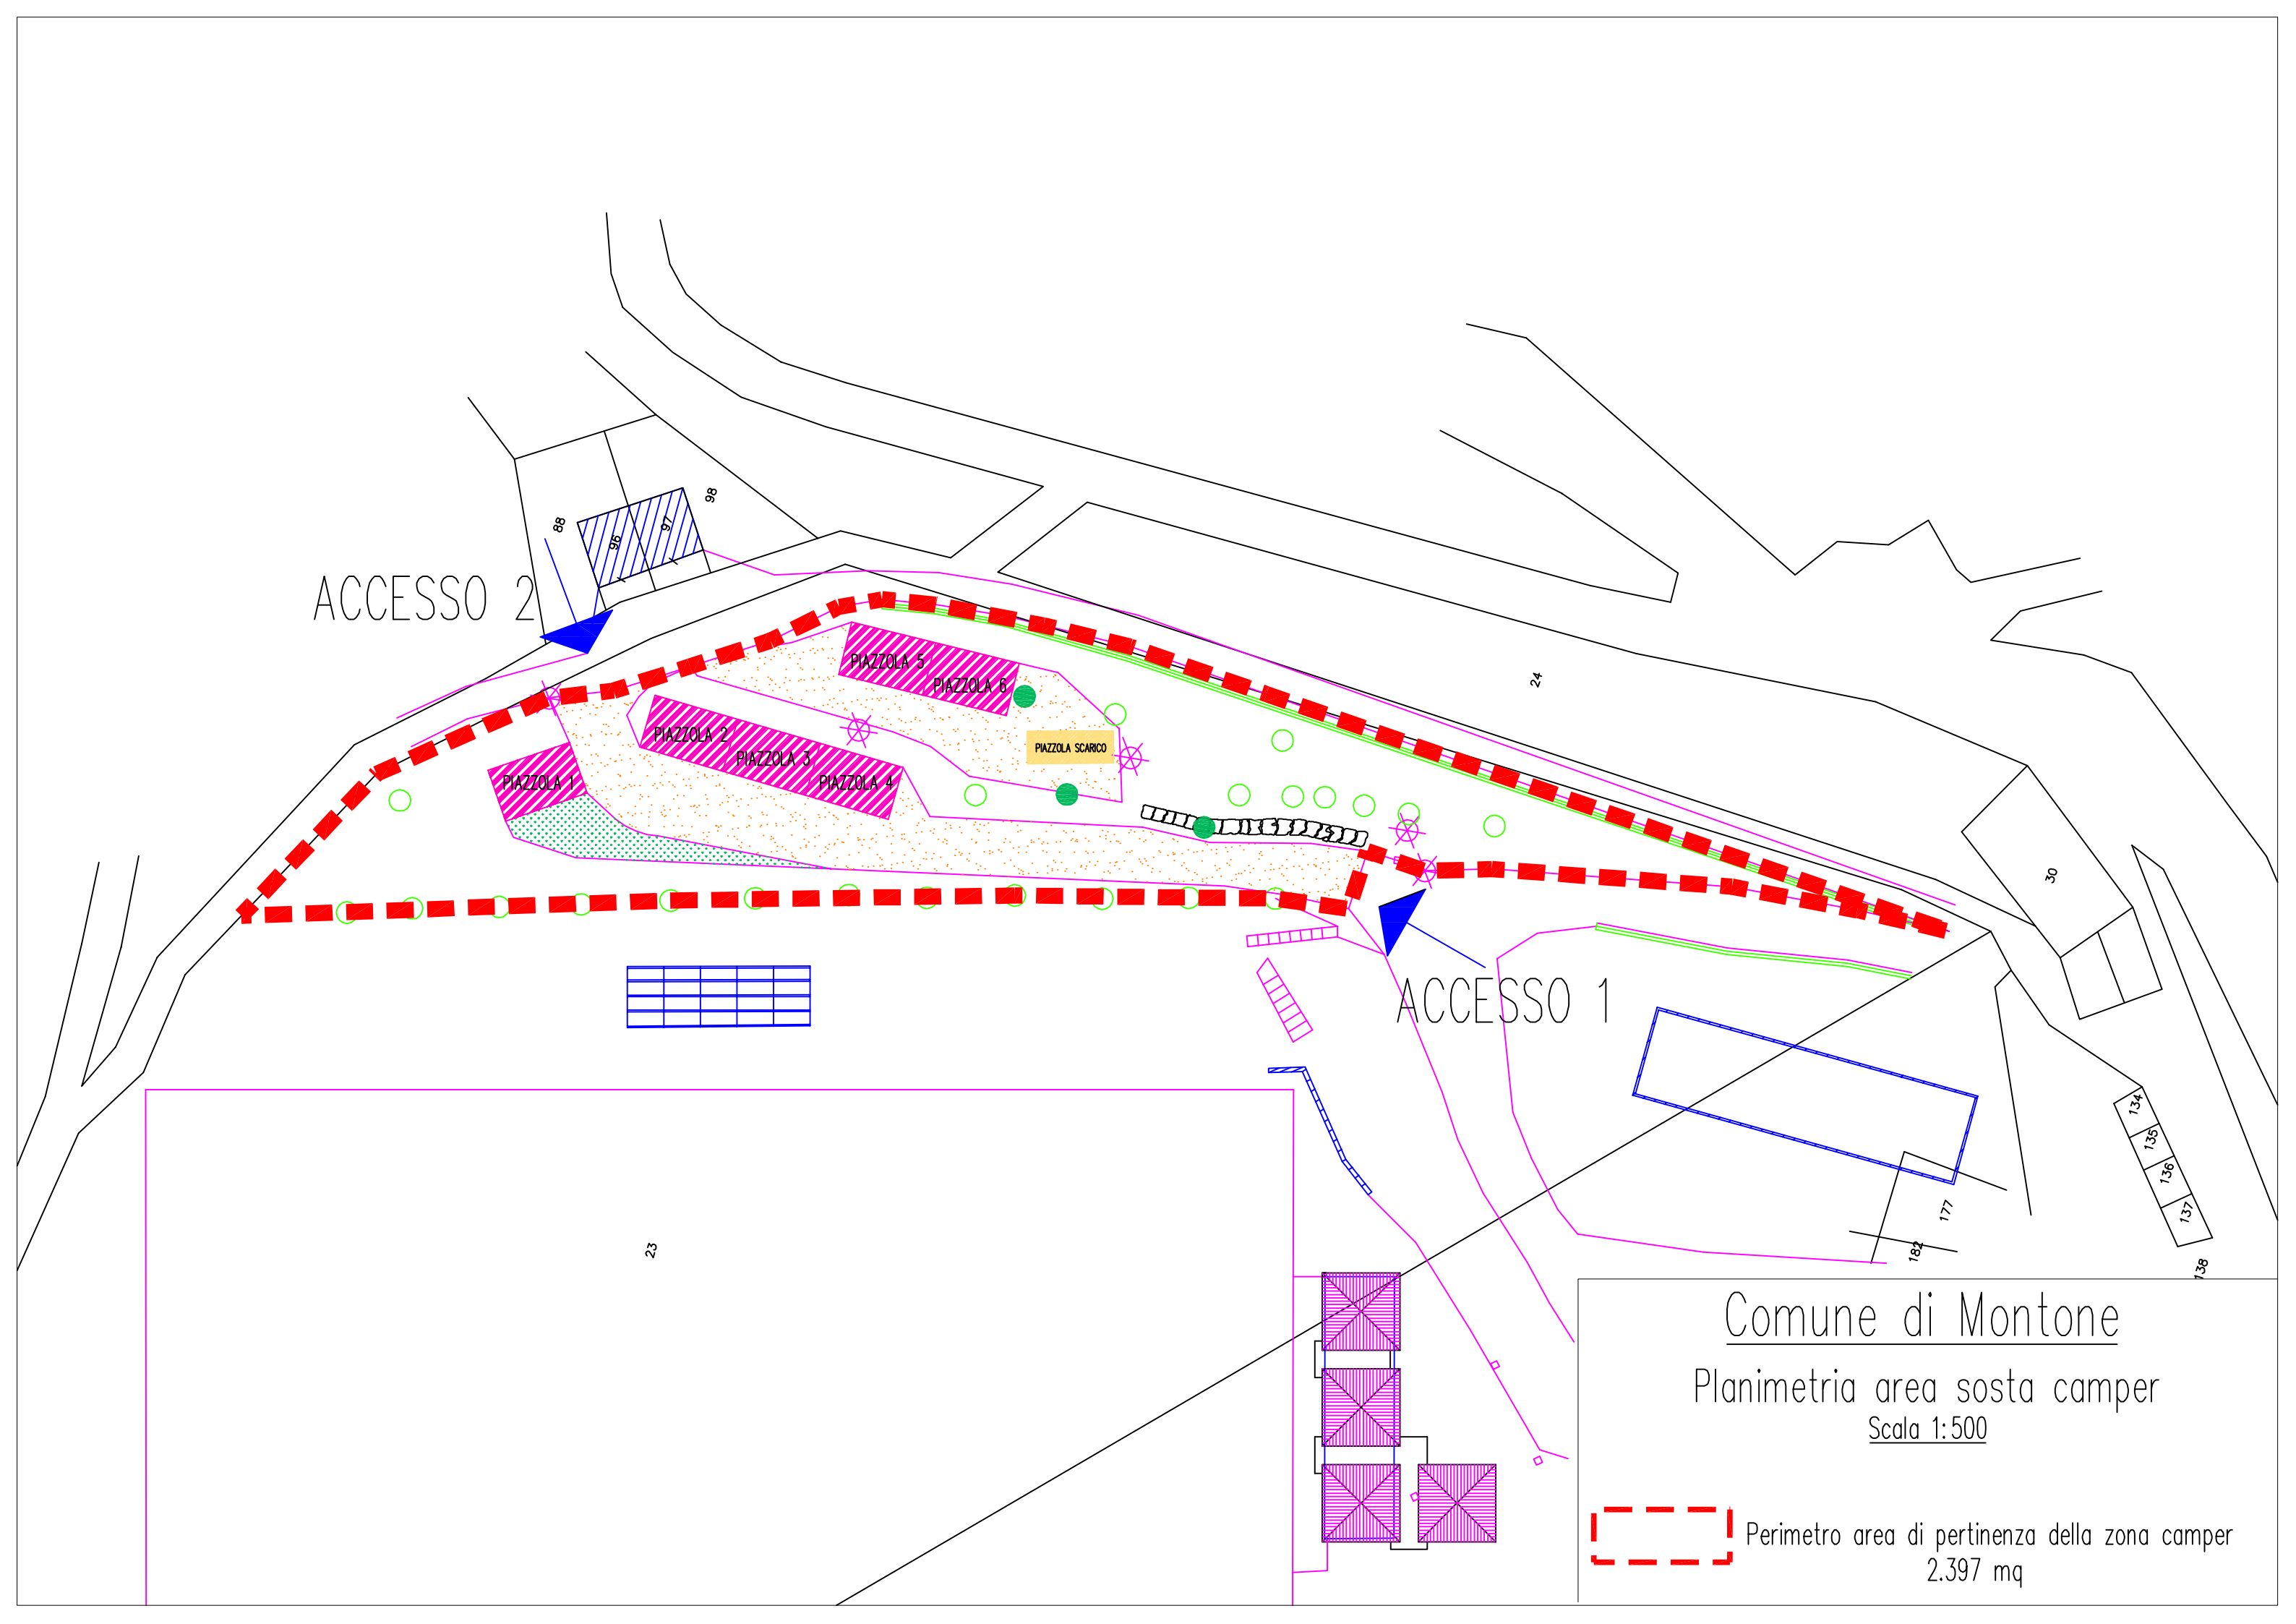 98
88
97
96
ACCESSO 2
PIAZZOLA 5
PIAZZOLA 6
24
PIAZZOLA 2
PIAZZOLA SCARICO
PIAZZOLA 3
PIAZZOLA 1
PIAZZOLA 4
30
ACCESSO 1
134
135
136
137
177
23
182
138
Comune di Montone
Planimetria area sosta camper
Scala 1:500
Perimetro area di pertinenza della zona camper
2.397 mq